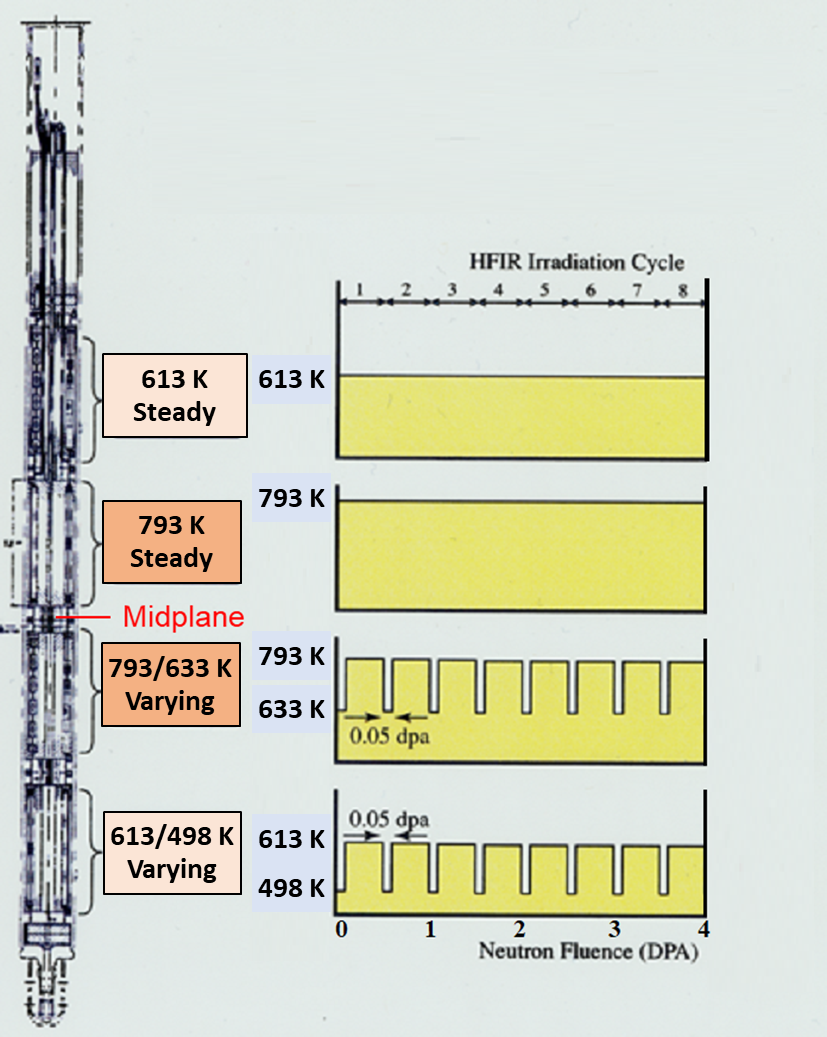 HFIR Irradiation Cycle
1 2 3 4 5 6 7 8
613 K
Steady
613 K
793 K
Steady
793 K
Midplane
793/633 K
Varying
793 K
633 K
0.05 dpa
613/498 K
Varying
0.05 dpa
613 K
498 K
0 1 2 3 4
Neutron Fluence (DPA)